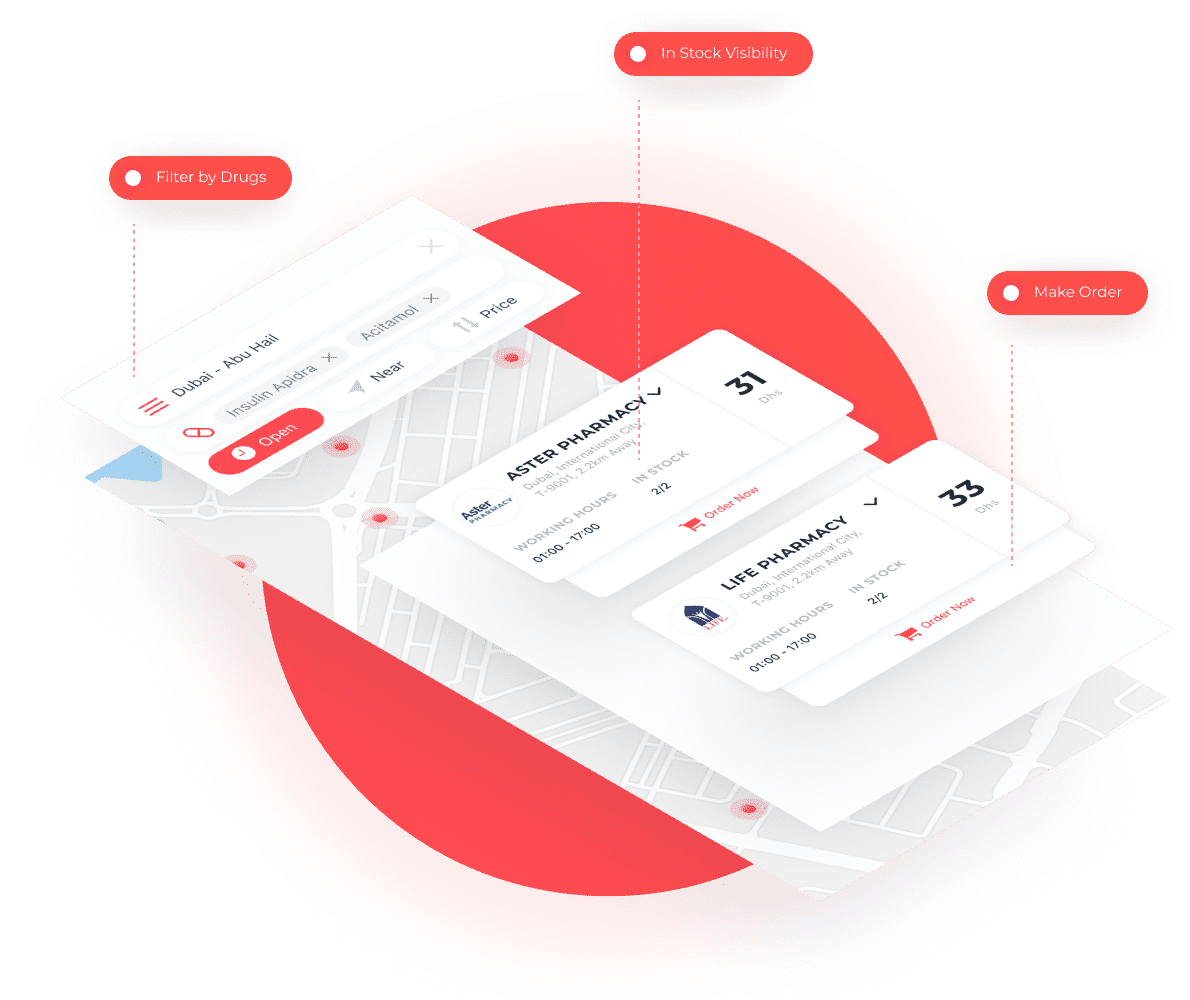 In Stock Visibility
Filter by Drugs
Make Order
Dubai - Abu Hail
Insulin Apidra
Acitamol
Open
Near
Price
Aster
PHARMACY
ASTER PHARMACY
Dubai, International City,
T-9001, 2.2km Away
WORKING HOURS
01:00 - 17:00
IN STOCK
2/2
31
Dhs
Order Now
LIFE
LIFE PHARMACY
Dubai, International City,
T-9001, 2.2km Away
WORKING HOURS
01:00 - 17:00
IN STOCK
2/2
33
Dhs
Order Now